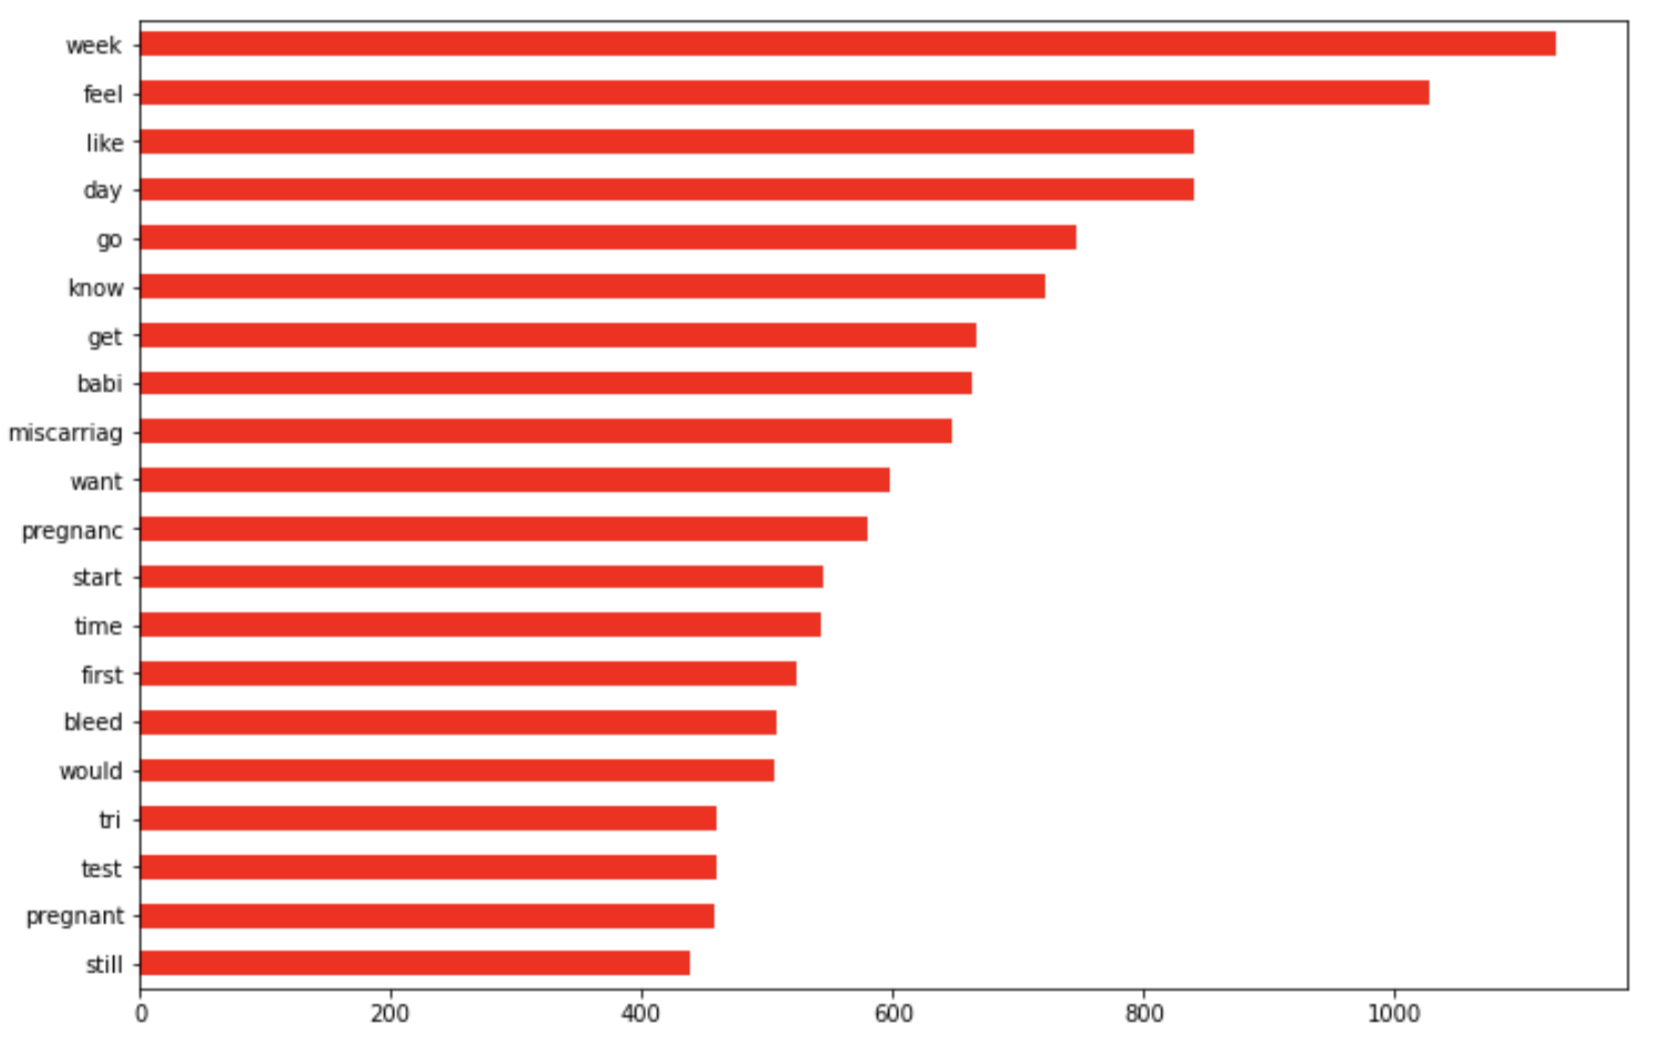 week
feel
like
day
go
know
get
babi
miscarriag
want
pregnanc
start
time
first
bleed
would
tri
test
pregnant
still
0 200 400 600 800 1000